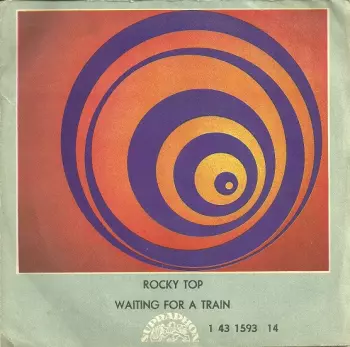 ROCKY TOP
WAITING FOR A TRAIN
SUPRAPHON
1 43 1593 14